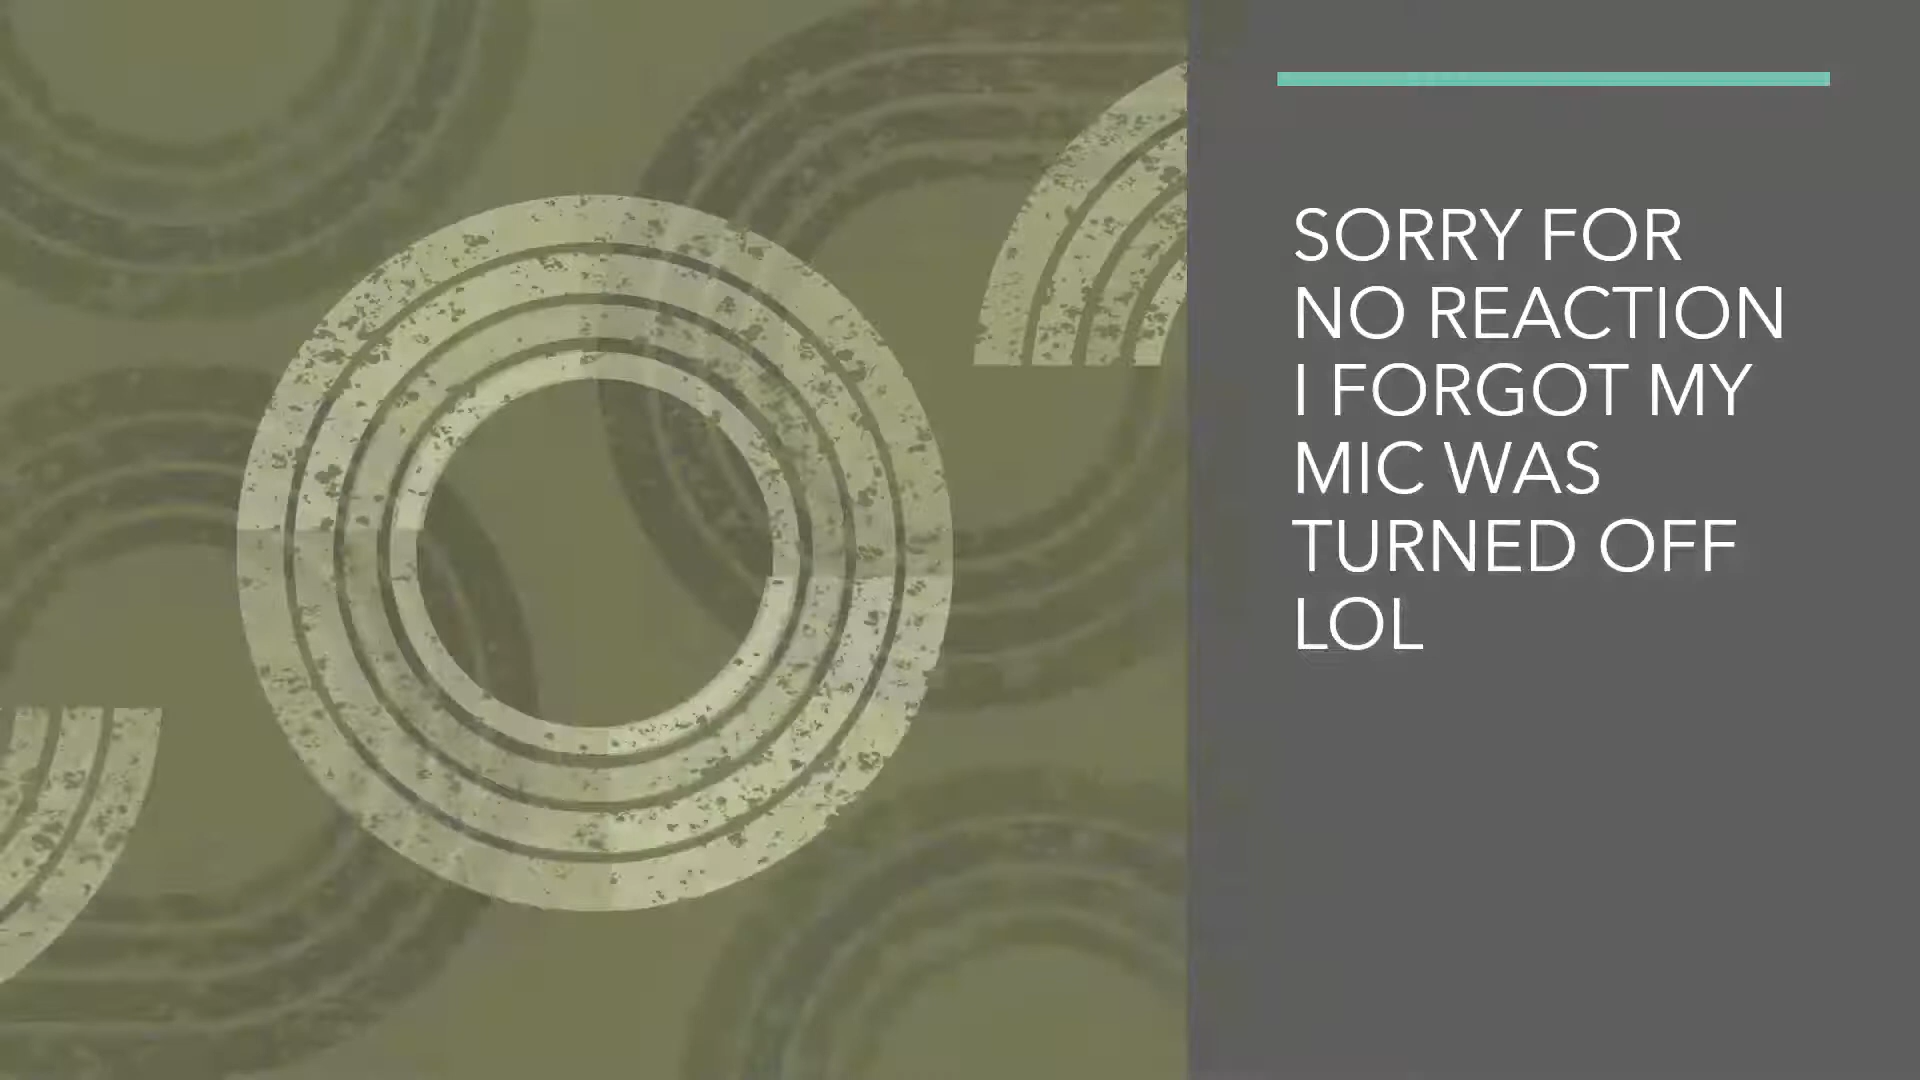 SORRY FOR
NO REACTION
I FORGOT MY
MIC WAS
TURNED OFF
LOL